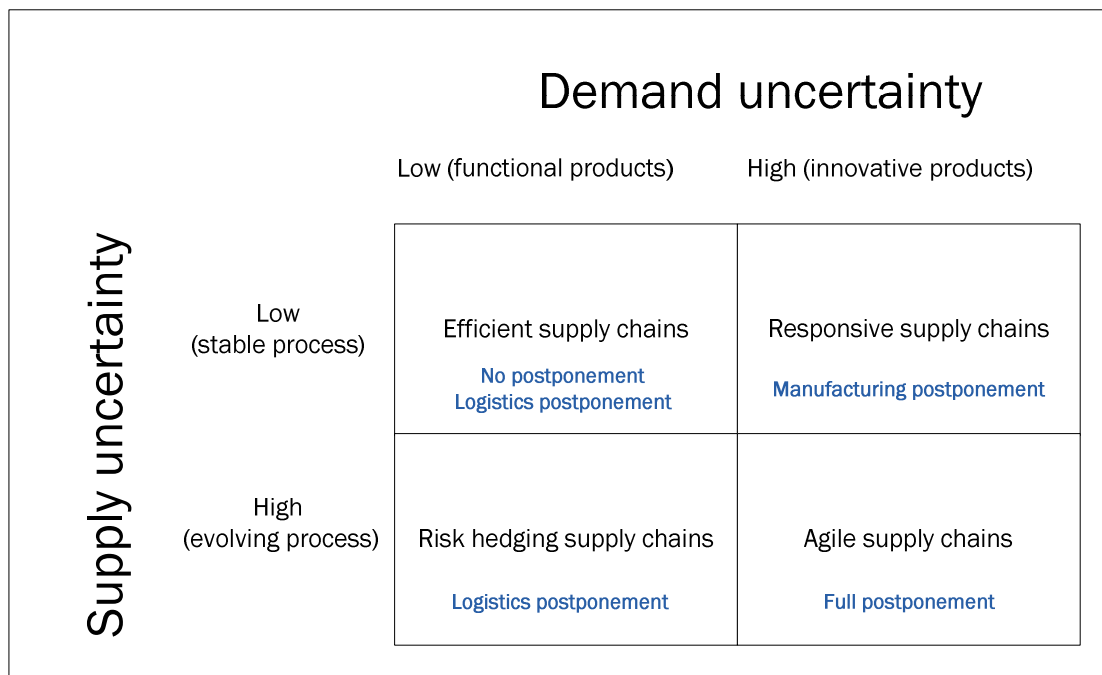 Demand uncertainty
Low (functional products)
High (innovative products)
Supply uncertainty
Low
(stable process)
Efficient supply chains
No postponement
Logistics postponement
Responsive supply chains
Manufacturing postponement
High
(evolving process)
Risk hedging supply chains
Logistics postponement
Agile supply chains
Full postponement